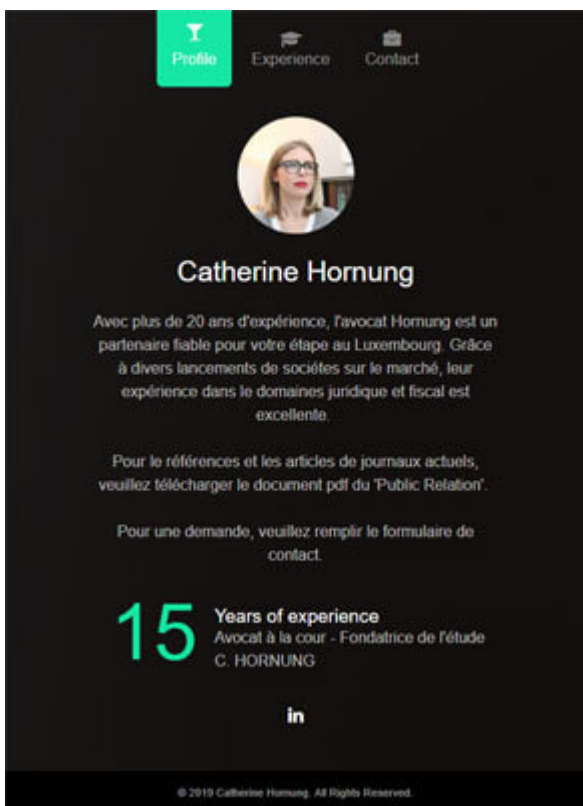 Profile
Experience
Contact
Catherine Hornung
Avec plus de 20 ans d'expérience, l'avocat Hornung est un
partenaire fiable pour votre étape au Luxembourg. Grâce
à divers lancements de sociétes sur le marché, leur
expérience dans le domaines juridique et fiscal est
excellente.
Pour le références et les articles de journaux actuels,
veuillez télécharger le document pdf du 'Public Relation'.
Pour une demande, veuillez remplir le formulaire de
contact.
15
Years of experience
Avocat à la cour - Fondatrice de l'étude
C. HORNUNG
in
© 2019 Catherine Hornung. All Rights Reserved.